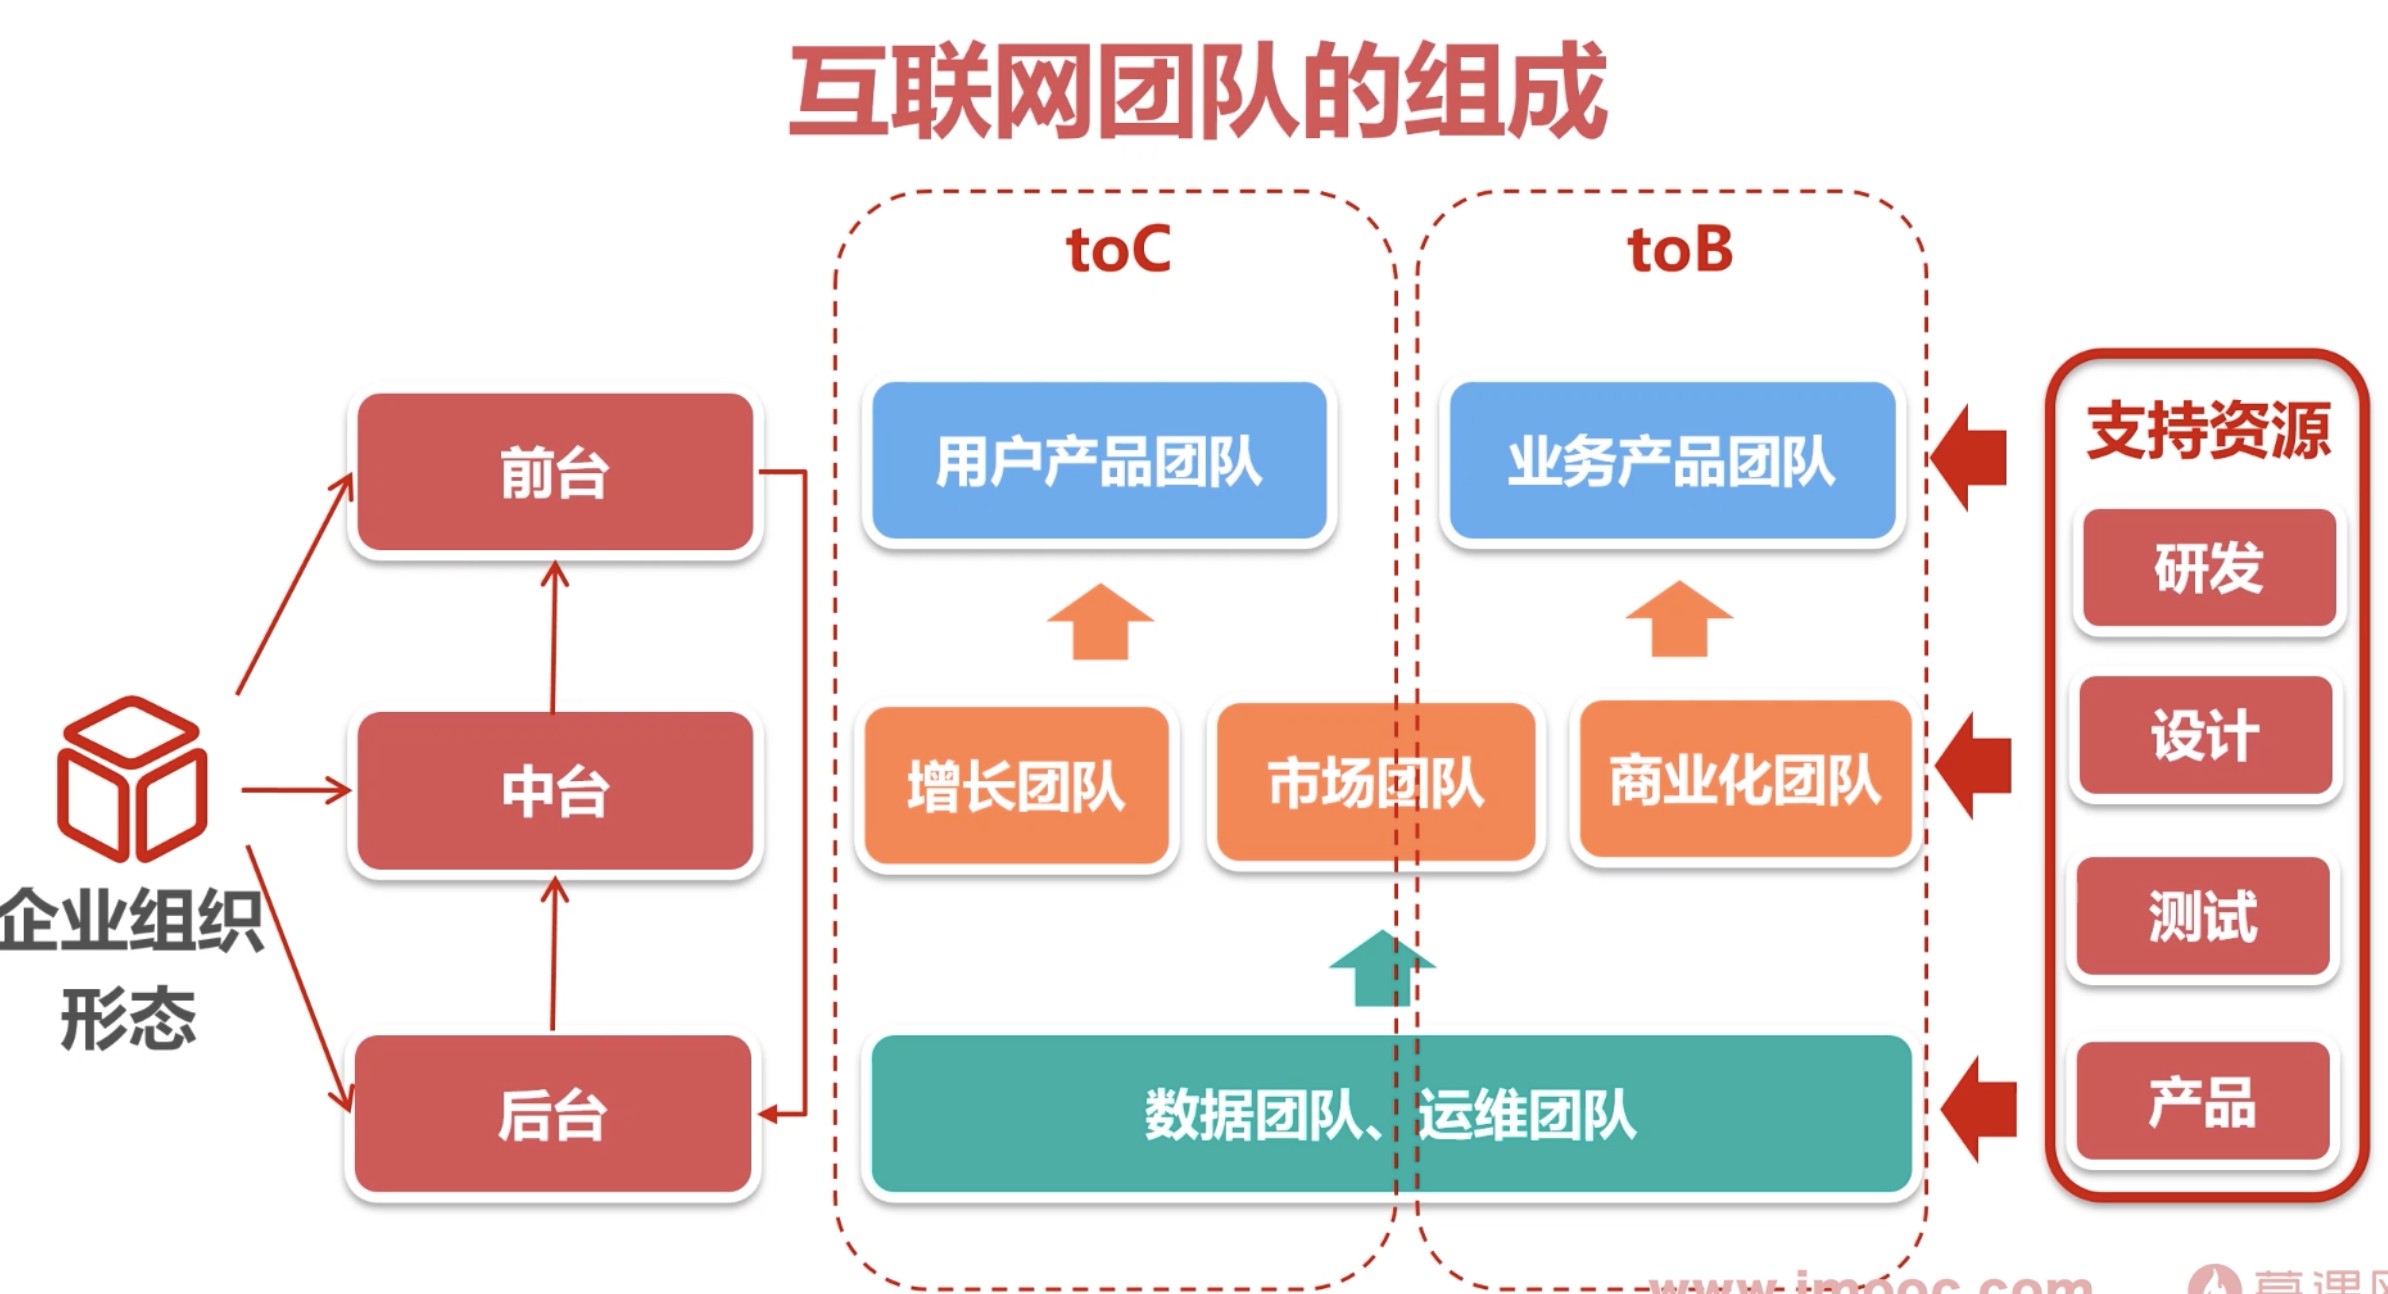 互联网团队的组成
toC
toB
前台
用户产品团队
业务产品团队
支持资源
研发
中台
增长团队
市场团队
商业化团队
设计
企业组织
形态
测试
后台
数据团队、运维团队
产品
www.imooc.com
慕课网